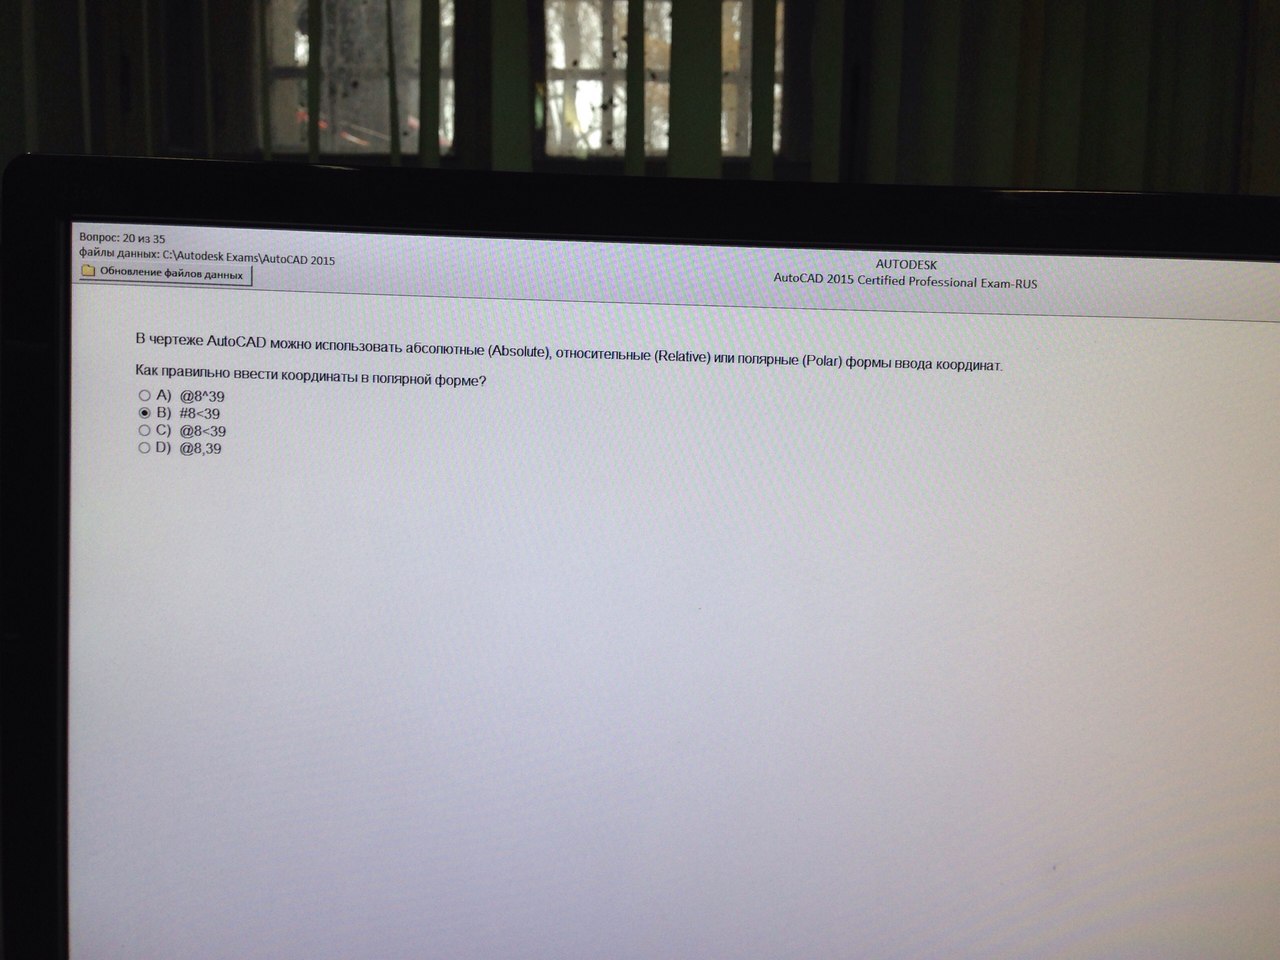 Вопрос: 20 из 35
файлы данных: C:\Autodesk Exams\AutoCAD 2015
Обновление файлов данных
AUTODESK
AutoCAD 2015 Certified Professional Exam-RUS
В чертеже AutoCAD можно использовать абсолютные (Absolute), относительные (Relative) или полярные (Polar) формы ввода координат.
Как правильно ввести координаты в полярной форме?
A) @8^39
B) #8<39
C) @8<39
D) @8,39